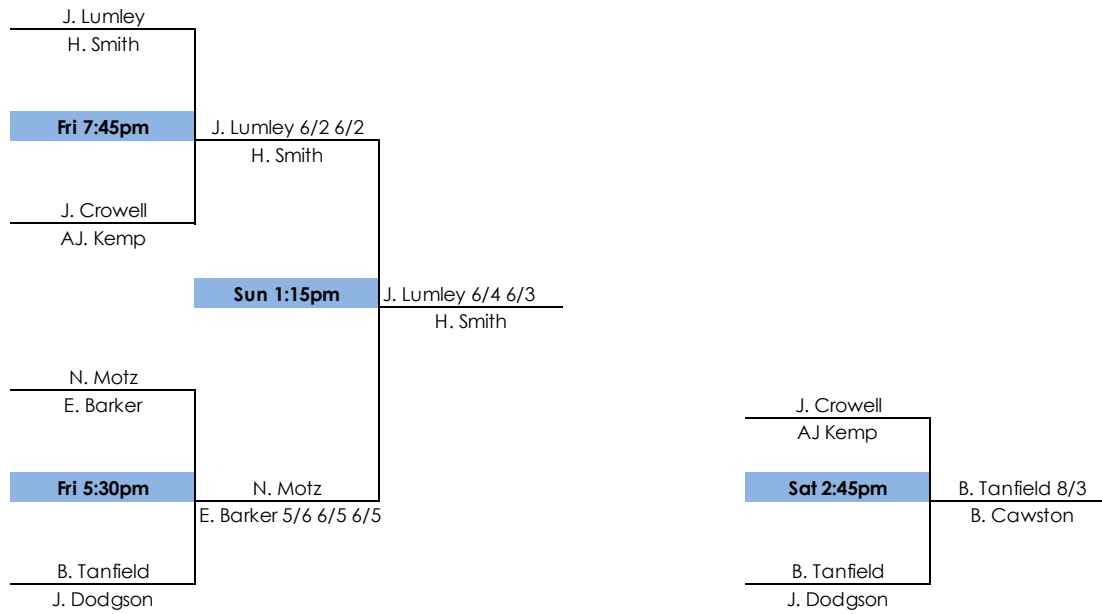 J. Lumley
H. Smith
Fri 7:45pm
J. Lumley 6/2 6/2
H. Smith
J. Crowell
AJ. Kemp
Sun 1:15pm
J. Lumley 6/4 6/3
H. Smith
N. Motz
E. Barker
Fri 5:30pm
N. Motz
E. Barker 5/6 6/5 6/5
B. Tanfield
J. Dodgson
J. Crowell
AJ Kemp
Sat 2:45pm
B. Tanfield 8/3
B. Cawston
B. Tanfield
J. Dodgson